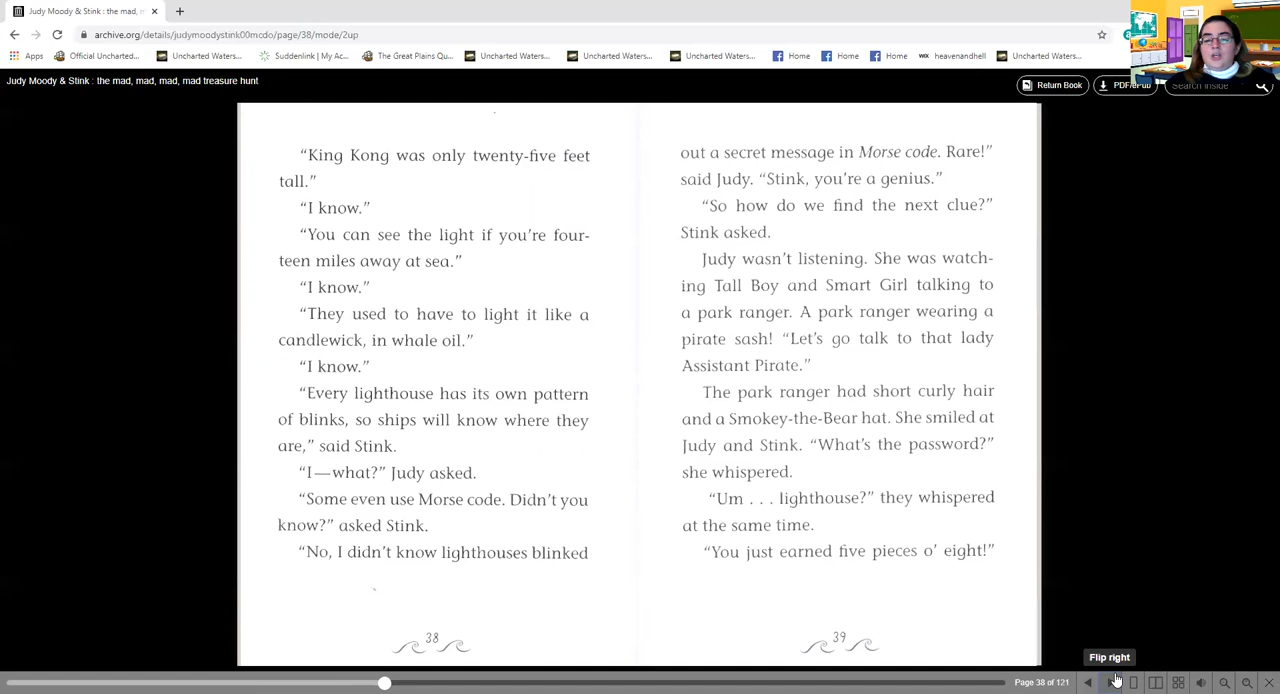 Judy Moody & Stink : the mad, m
archive.org/details/judymoodystink00mcdo/page/38/mode/2up
Apps
Official Uncharted...
Uncharted Waters...
Suddenlink | My Ac...
The Great Plains Qu...
Uncharted Waters...
Uncharted Waters...
Uncharted Waters...
Home
Home
Home
WIX heavenandhell
Uncharted Waters...
Judy Moody & Stink : the mad, mad, mad, mad treasure hunt
Return Book
PDF/ePub
Search inside
“King Kong was only twenty-five feet
tall.”
“I know.”
“You can see the light if you’re four-
teen miles away at sea.”
“I know.”
“They used to have to light it like a
candlewick, in whale oil.”
“I know.”
“Every lighthouse has its own pattern
of blinks, so ships will know where they
are,” said Stink.
“I—what?” Judy asked.
“Some even use Morse code. Didn’t you
know?” asked Stink.
“No, I didn’t know lighthouses blinked
38
out a secret message in Morse code. Rare!”
said Judy. “Stink, you’re a genius.”
“So how do we find the next clue?”
Stink asked.
Judy wasn’t listening. She was watch-
ing Tall Boy and Smart Girl talking to
a park ranger. A park ranger wearing a
pirate sash! “Let’s go talk to that lady
Assistant Pirate.”
The park ranger had short curly hair
and a Smokey-the-Bear hat. She smiled at
Judy and Stink. “What’s the password?”
she whispered.
“Um . . . lighthouse?” they whispered
at the same time.
“You just earned five pieces o’ eight!”
39
Flip right
Page 38 of 121